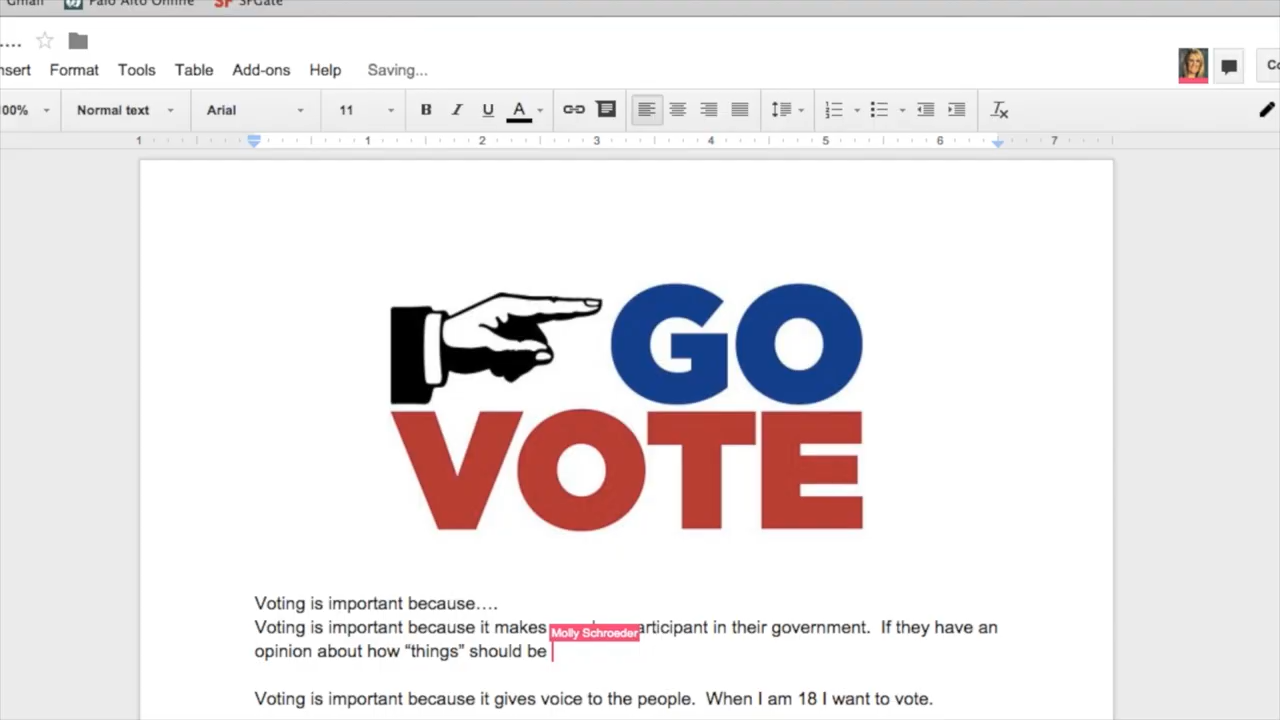 Gmail Palo Alto Online SFGate
....
nsert Format Tools Table Add-ons Help Saving... Co
00% Normal text Arial 11 B I U A
1 1 2 3 4 5 6 7
GO
VOTE
Voting is important because….
Voting is important because it makes articipant in their government. If they have an
Molly Schroeder
opinion about how “things” should be
Voting is important because it gives voice to the people. When I am 18 I want to vote.